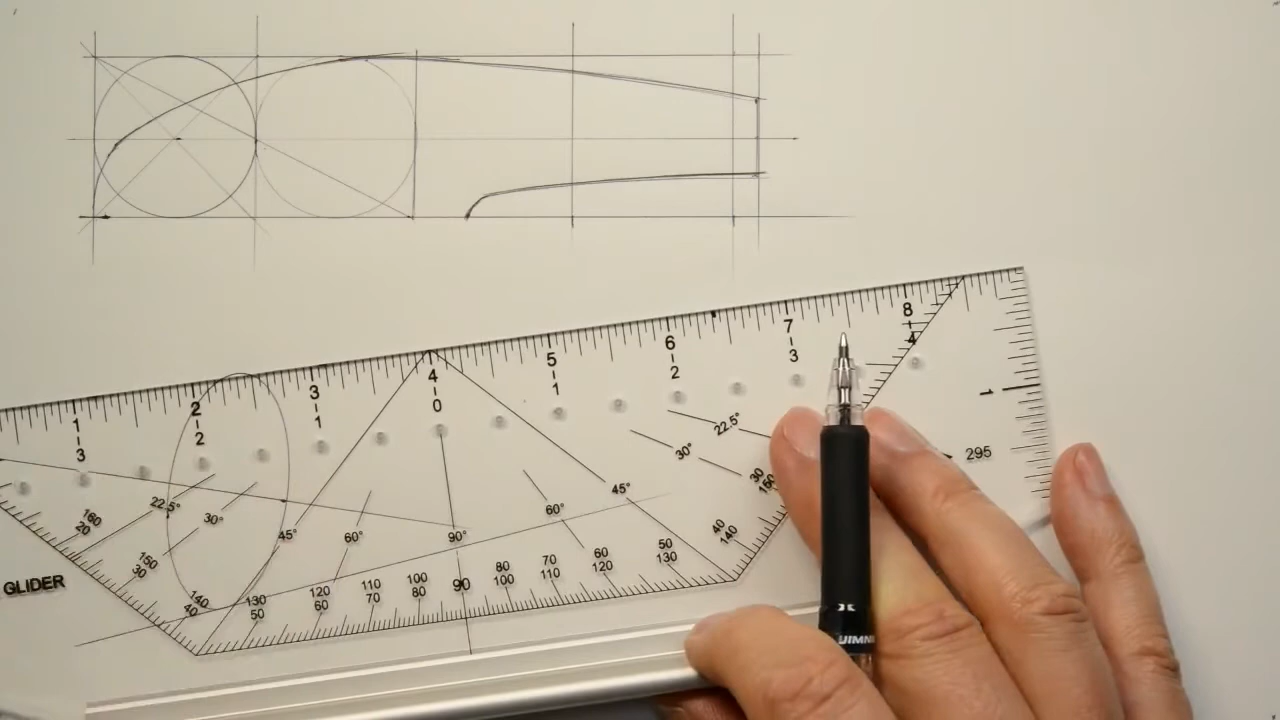 1 2 3 4 5 6 7 8
3 2 1 0 1 2 3 4
1
295
22.5° 30° 45° 60° 90° 60° 45° 30° 22.5°
GLIDER
160 150 140 130 120 110 100 90 80 70 60 50 40 30
20 30 40 50 60 70 80 100 110 120 130 140 150
UIMNI